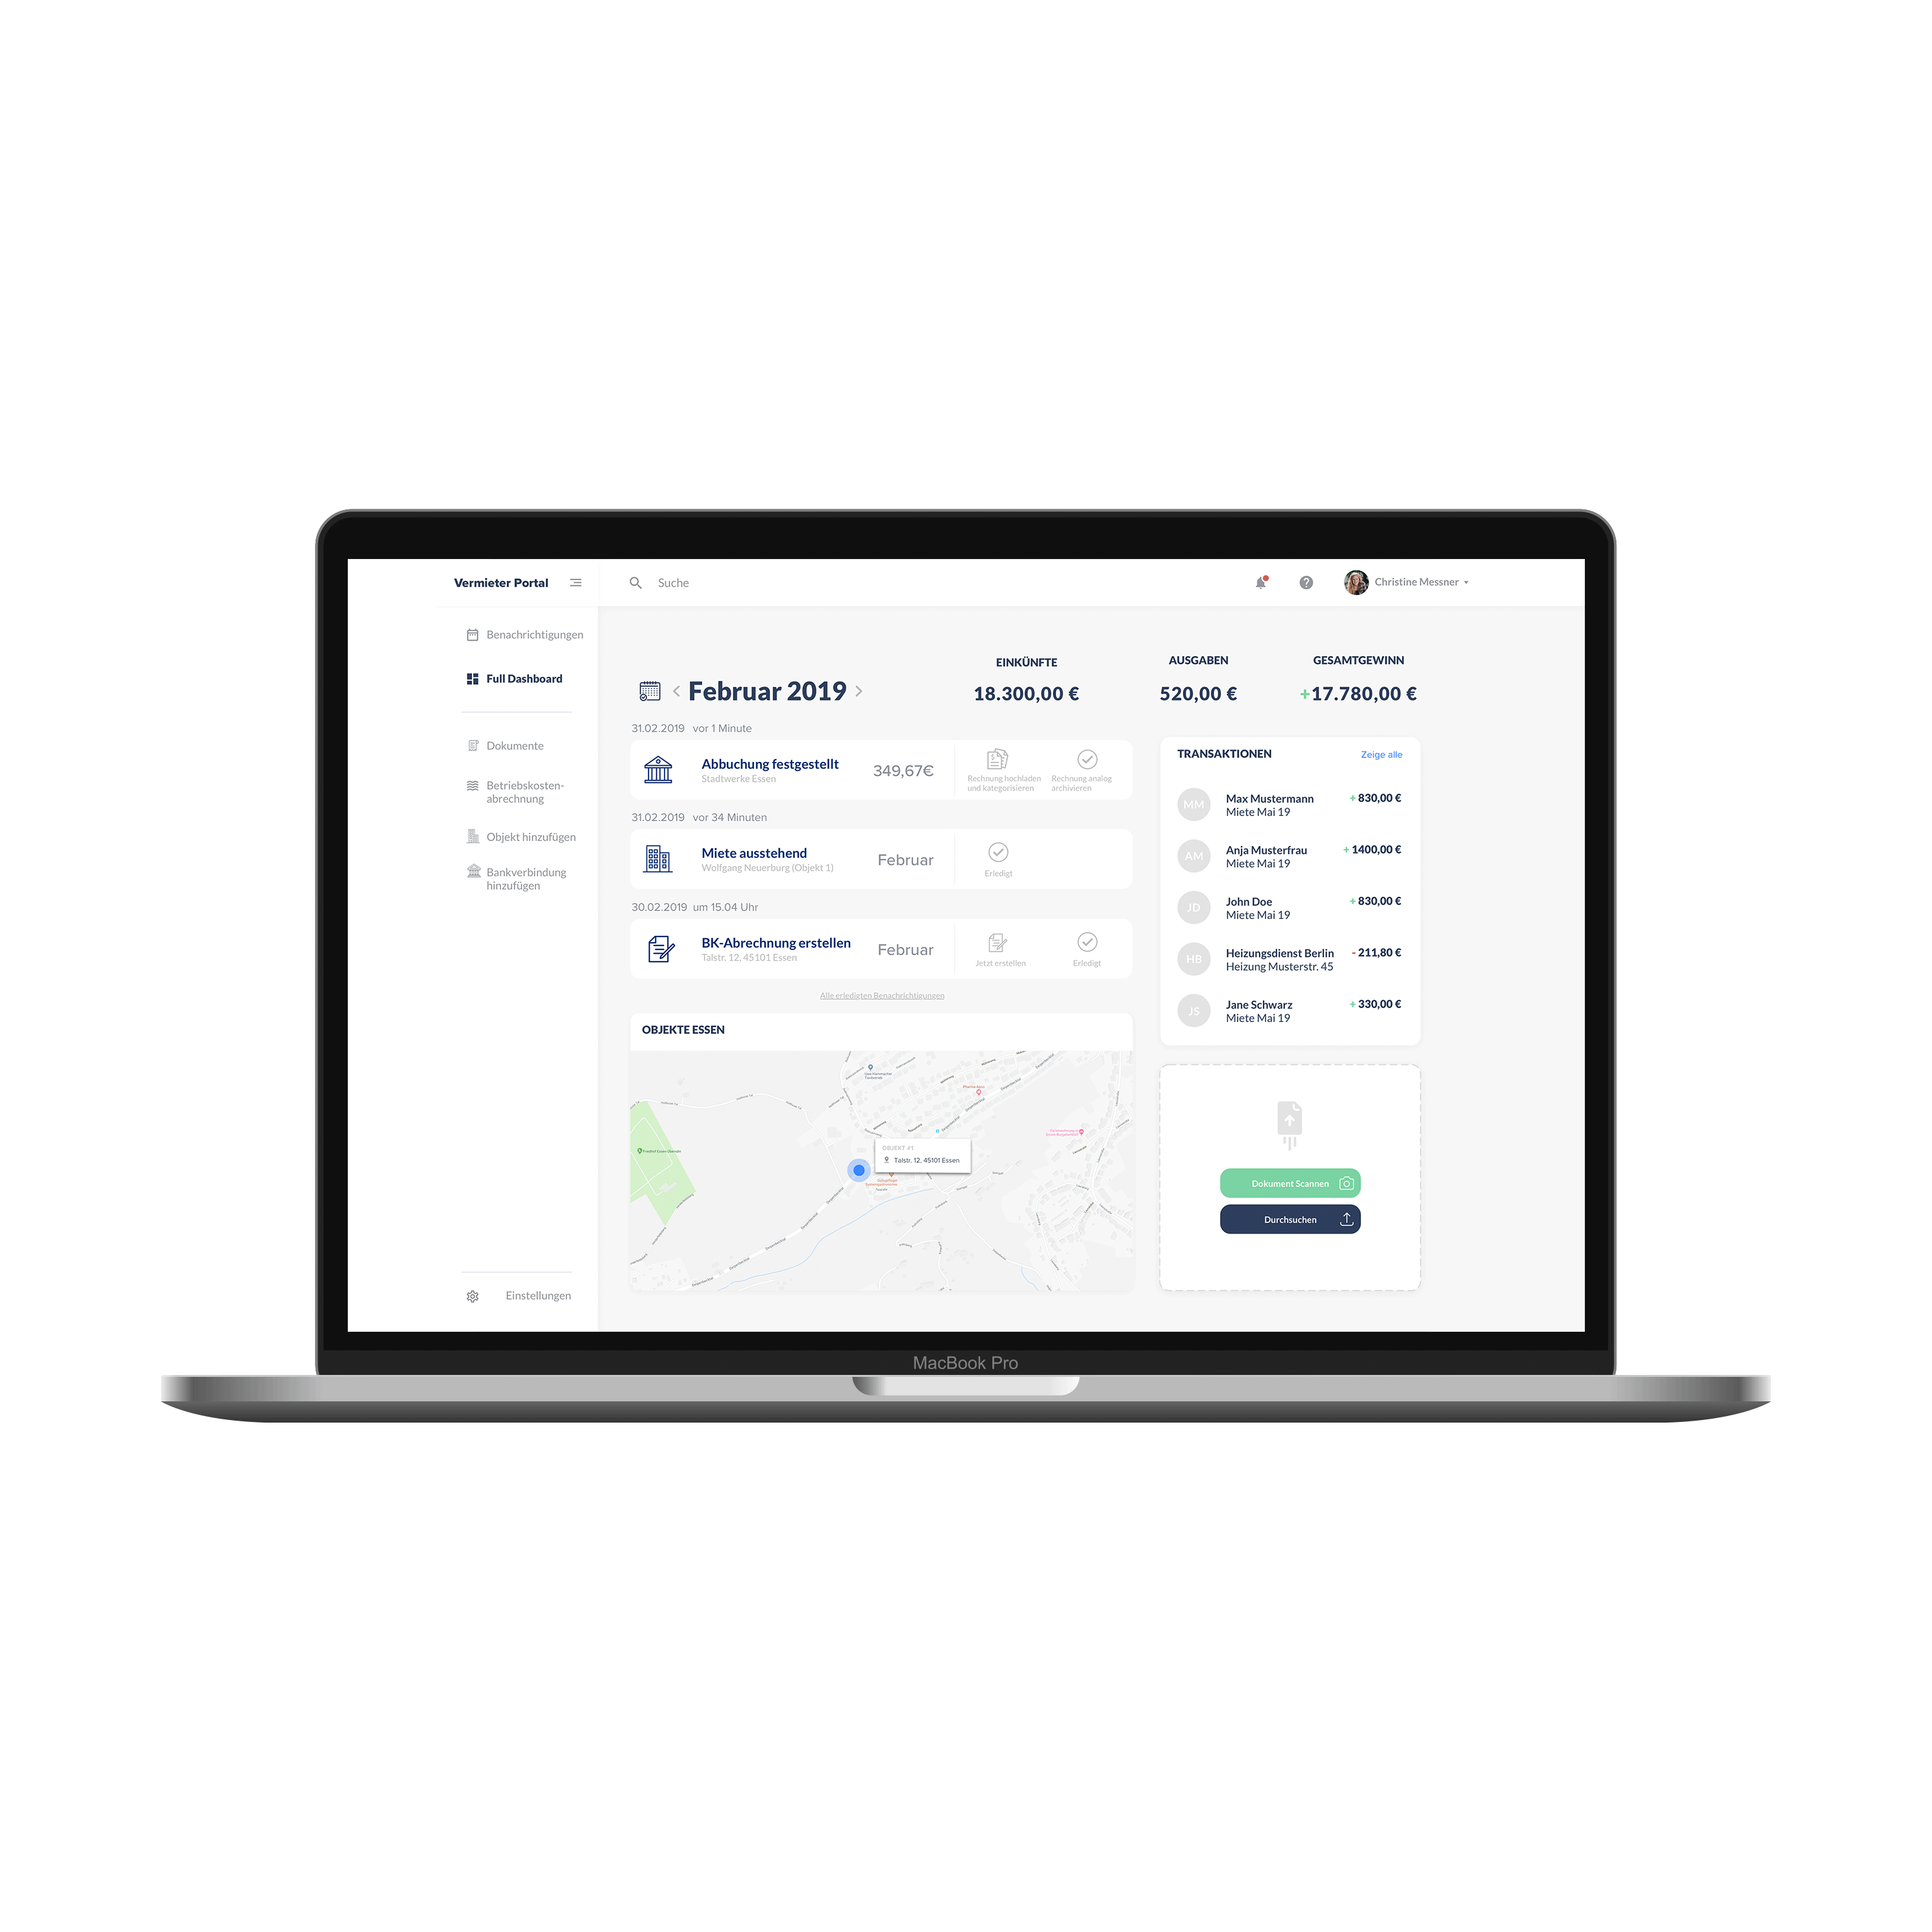 Vermieter Portal
Suche
Christine Messner
Benachrichtigungen
Full Dashboard
Dokumente
Betriebskosten-
abrechnung
Objekt hinzufügen
Bankverbindung
hinzufügen
Einstellungen
Februar 2019
EINKÜNFTE
18.300,00 €
AUSGABEN
520,00 €
GESAMTGEWINN
+17.780,00 €
31.02.2019 vor 1 Minute
Abbuchung festgestellt
Stadtwerke Essen
349,67€
Rechnung hochladen
und kategorisieren
Rechnung analog
archivieren
31.02.2019 vor 34 Minuten
Miete ausstehend
Wolfgang Neuerburg (Objekt 1)
Februar
Erledigt
30.02.2019 um 15.04 Uhr
BK-Abrechnung erstellen
Talstr. 12, 45101 Essen
Februar
Jetzt erstellen
Erledigt
Alle erledigten Benachrichtigungen
OBJEKTE ESSEN
OBJEKT #1
Talstr. 12, 45101 Essen
TRANSAKTIONEN
Zeige alle
MM
Max Mustermann
Miete Mai 19
+ 830,00 €
AM
Anja Musterfrau
Miete Mai 19
+ 1400,00 €
JD
John Doe
Miete Mai 19
+ 830,00 €
HB
Heizungsdienst Berlin
Heizung Musterstr. 45
- 211,80 €
JS
Jane Schwarz
Miete Mai 19
+ 330,00 €
Dokument Scannen
Durchsuchen
MacBook Pro